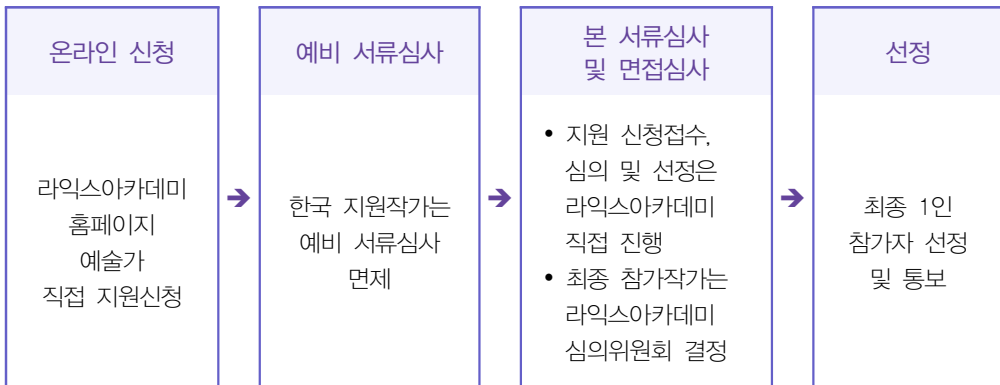 온라인 신청
라익스아카데미
홈페이지
예술가
직접 지원신청
➔
예비 서류심사
한국 지원작가는
예비 서류심사
면제
➔
본 서류심사
및 면접심사
• 지원 신청접수,
심의 및 선정은
라익스아카데미
직접 진행
• 최종 참가작가는
라익스아카데미
심의위원회 결정
➔
선정
최종 1인
참가자 선정
및 통보